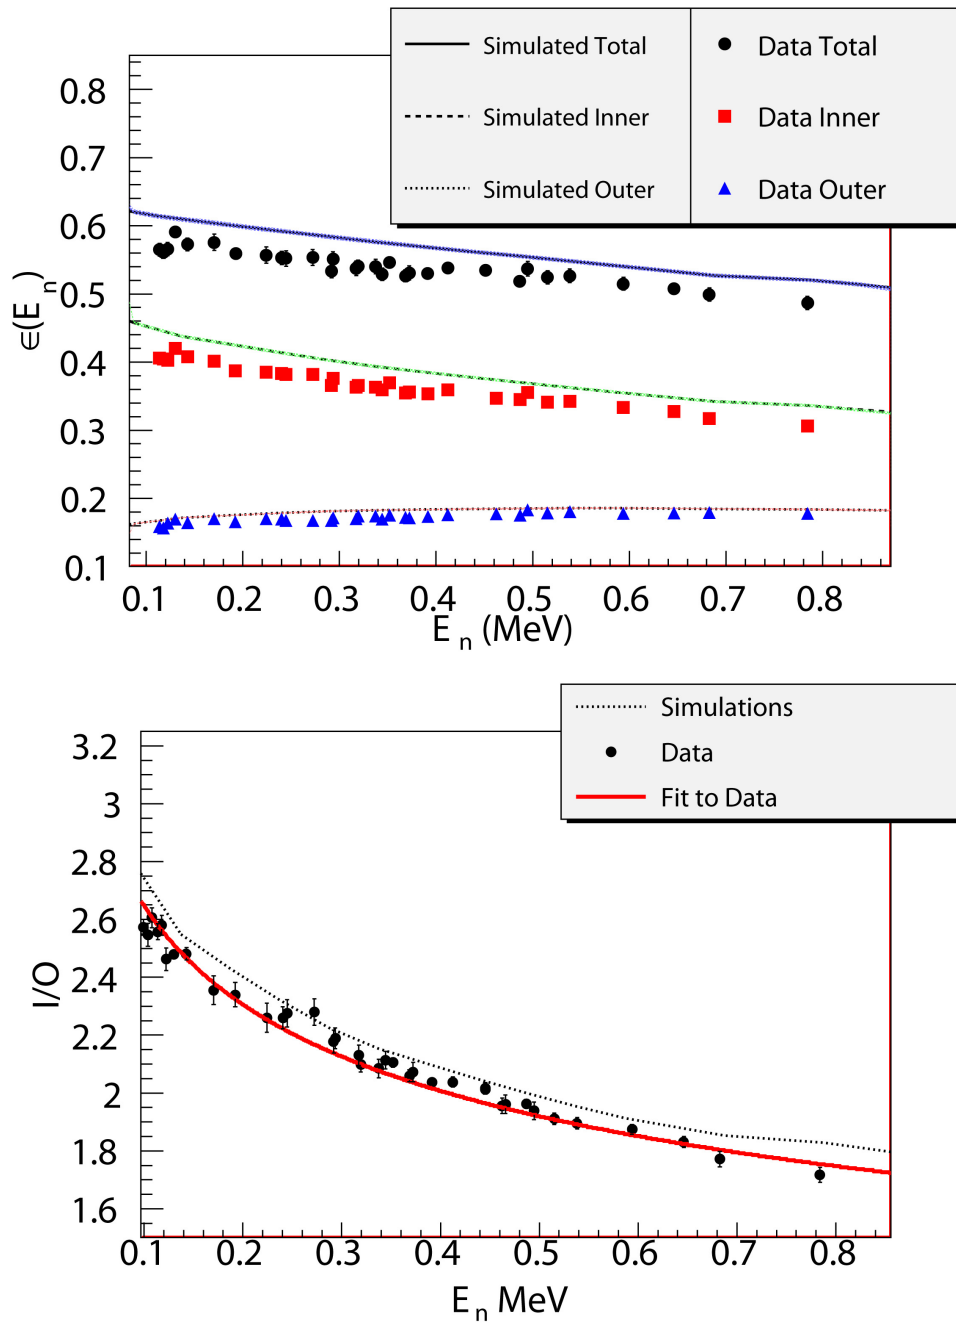 Simulated Total
Data Total
Simulated Inner
Data Inner
Simulated Outer
Data Outer
0.8
0.7
0.6
0.5
0.4
0.3
0.2
0.1
ϵ(E_n)
0.1 0.2 0.3 0.4 0.5 0.6 0.7 0.8
E_n (MeV)
Simulations
Data
Fit to Data
3.2
3
2.8
2.6
2.4
2.2
2
1.8
1.6
I/O
0.1 0.2 0.3 0.4 0.5 0.6 0.7 0.8
E_n MeV